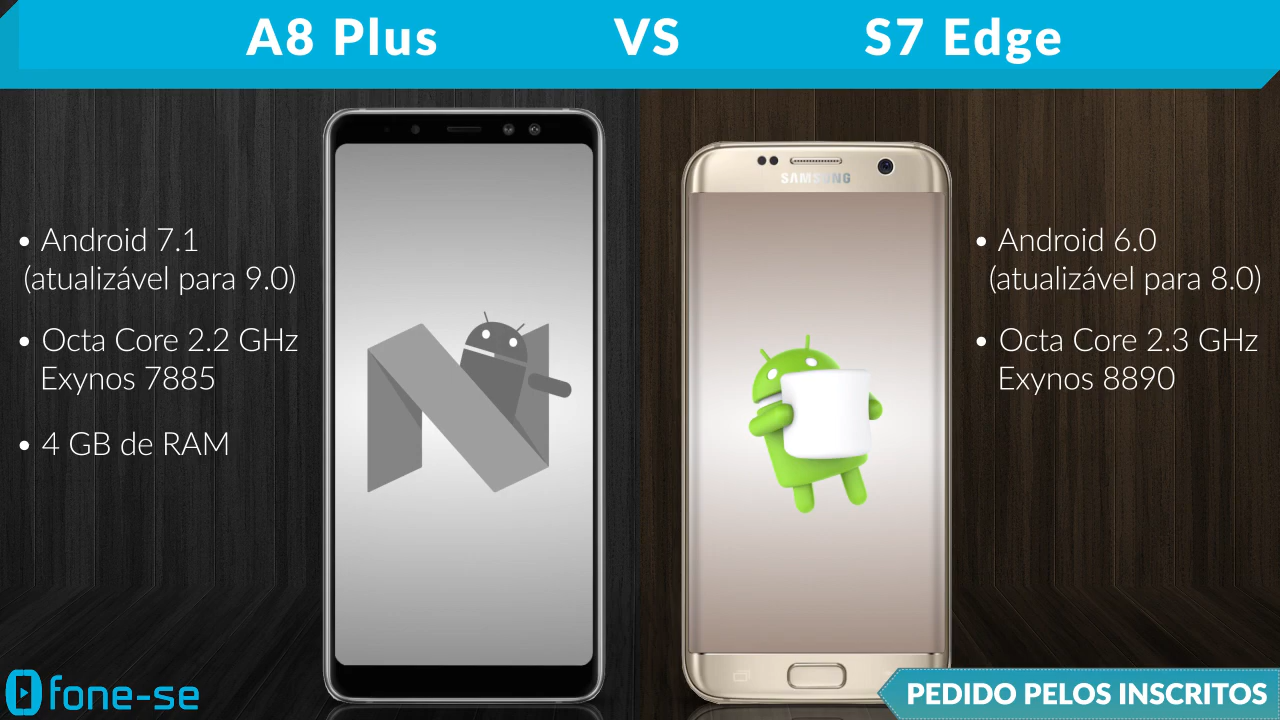 A8 Plus VS S7 Edge
SAMSUNG
• Android 7.1
(atualizável para 9.0)
• Octa Core 2.2 GHz
Exynos 7885
• 4 GB de RAM
• Android 6.0
(atualizável para 8.0)
• Octa Core 2.3 GHz
Exynos 8890
fone-se
PEDIDO PELOS INSCRITOS